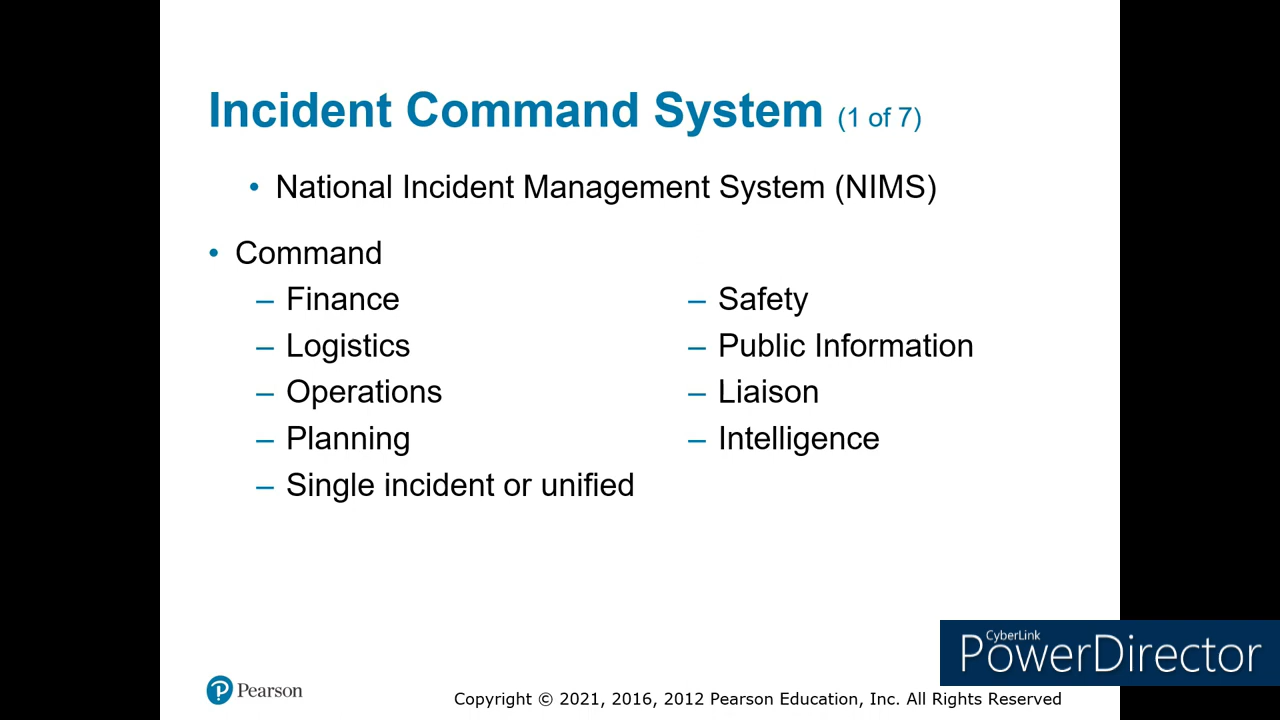 Incident Command System (1 of 7)
• National Incident Management System (NIMS)
• Command
– Finance
– Logistics
– Operations
– Planning
– Single incident or unified
– Safety
– Public Information
– Liaison
– Intelligence
CyberLink
PowerDirector
Pearson
Copyright © 2021, 2016, 2012 Pearson Education, Inc. All Rights Reserved